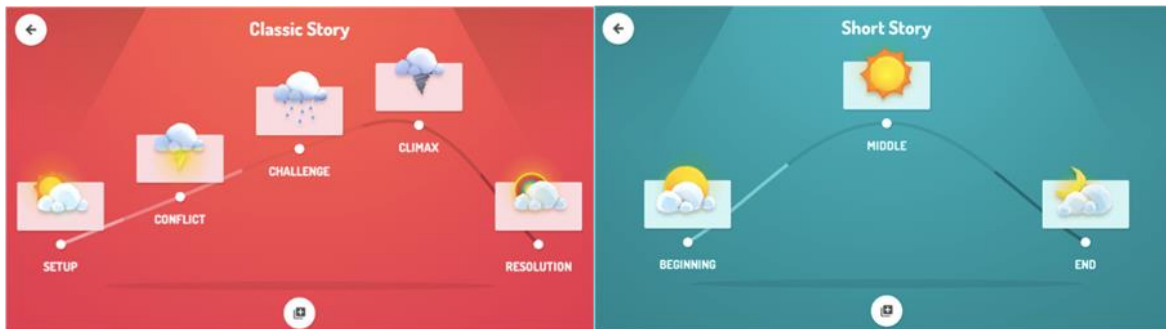 Classic Story
CLIMAX
CHALLENGE
CONFLICT
SETUP
RESOLUTION
Short Story
MIDDLE
BEGINNING
END